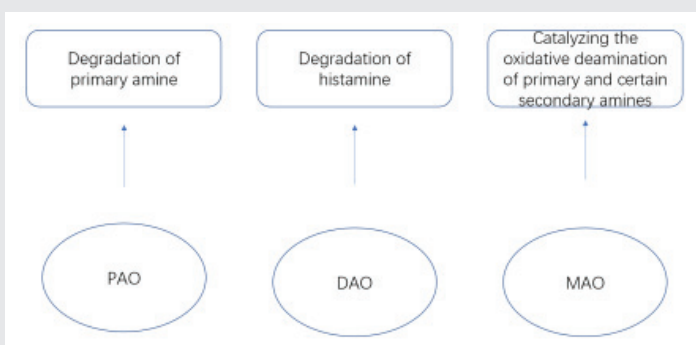 Degradation of
primary amine
Degradation of
histamine
Catalyzing the
oxidative deamination
of primary and certain
secondary amines
PAO
DAO
MAO